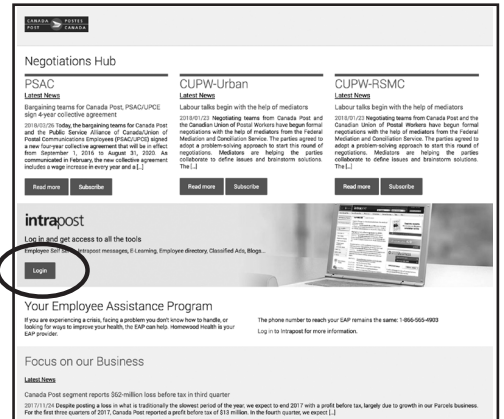 CANADA POSTES
POST CANADA
Negotiations Hub
PSAC
Latest News
Bargaining teams for Canada Post, PSAC/UPCE
sign 4-year collective agreement
2018/02/26 Today, the bargaining teams for Canada Post
and the Public Service Alliance of Canada/Union of
Postal Communications Employees (PSAC/UPCE) signed
a new four-year collective agreement that will be in effect
from September 1, 2016 to August 31, 2020. As
communicated in February, the new collective agreement
includes a wage increase in every year and a [...]
Read more
Subscribe
CUPW-Urban
Latest News
Labour talks begin with the help of mediators
2018/01/23 Negotiating teams from Canada Post and
the Canadian Union of Postal Workers have begun formal
negotiations with the help of mediators from the Federal
Mediation and Conciliation Service. The parties agreed to
adopt a problem-solving approach to start this round of
negotiations. Mediators are helping the parties
collaborate to define issues and brainstorm solutions.
The [...]
Read more
Subscribe
CUPW-RSMC
Latest News
Labour talks begin with the help of mediators
2018/01/23 Negotiating teams from Canada Post and the
Canadian Union of Postal Workers have begun formal
negotiations with the help of mediators from the Federal
Mediation and Conciliation Service. The parties agreed to
adopt a problem-solving approach to start this round of
negotiations. Mediators are helping the parties
collaborate to define issues and brainstorm solutions.
The [...]
Read more
Subscribe
intrapost
Log in and get access to all the tools
Employee Self Serve, Intrapost messages, E-Learning, Employee directory, Classified Ads, Blogs...
Login
Your Employee Assistance Program
If you are experiencing a crisis, facing a problem you don't know how to handle, or
looking for ways to improve your health, the EAP can help. Homewood Health is your
EAP provider.
The phone number to reach your EAP remains the same: 1-866-565-4903
Log in to Intrapost for more information.
Focus on our Business
Latest News
Canada Post segment reports $62-million loss before tax in third quarter
2017/11/24 Despite posting a loss in what is traditionally the slowest period of the year, we expect to end 2017 with a profit before tax, largely due to growth in our Parcels business.
For the first three quarters of 2017, Canada Post reported a profit before tax of $13 million. In the fourth quarter, we expect [...]